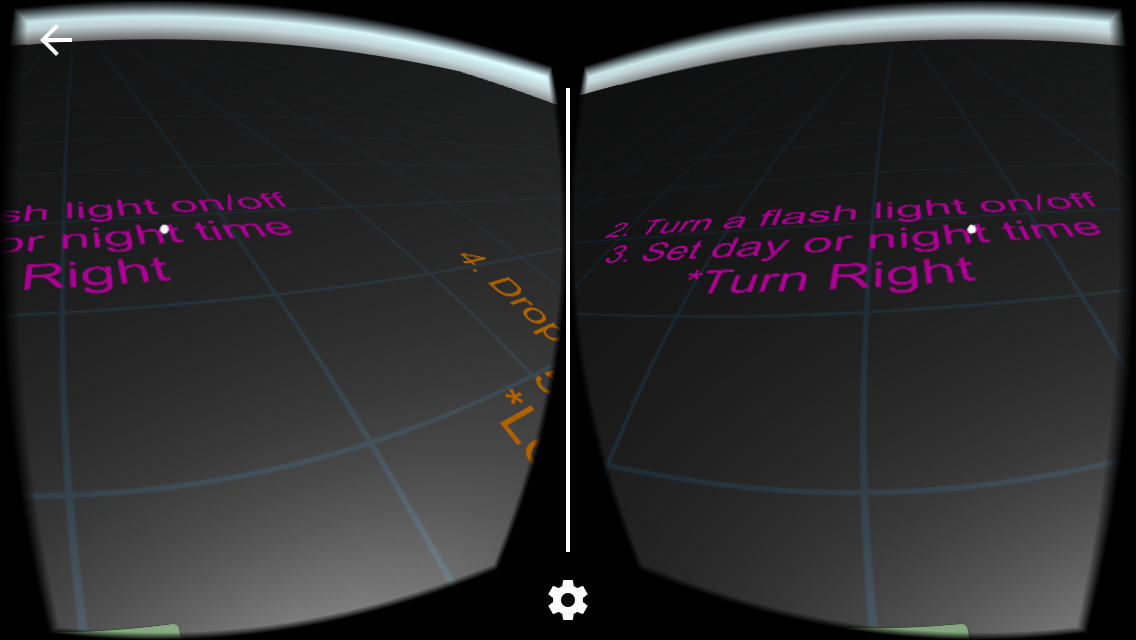 sh light on/off
or night time
Right
4. Drop
*Lo
2. Turn a flash light on/off
3. Set day or night time
*Turn Right